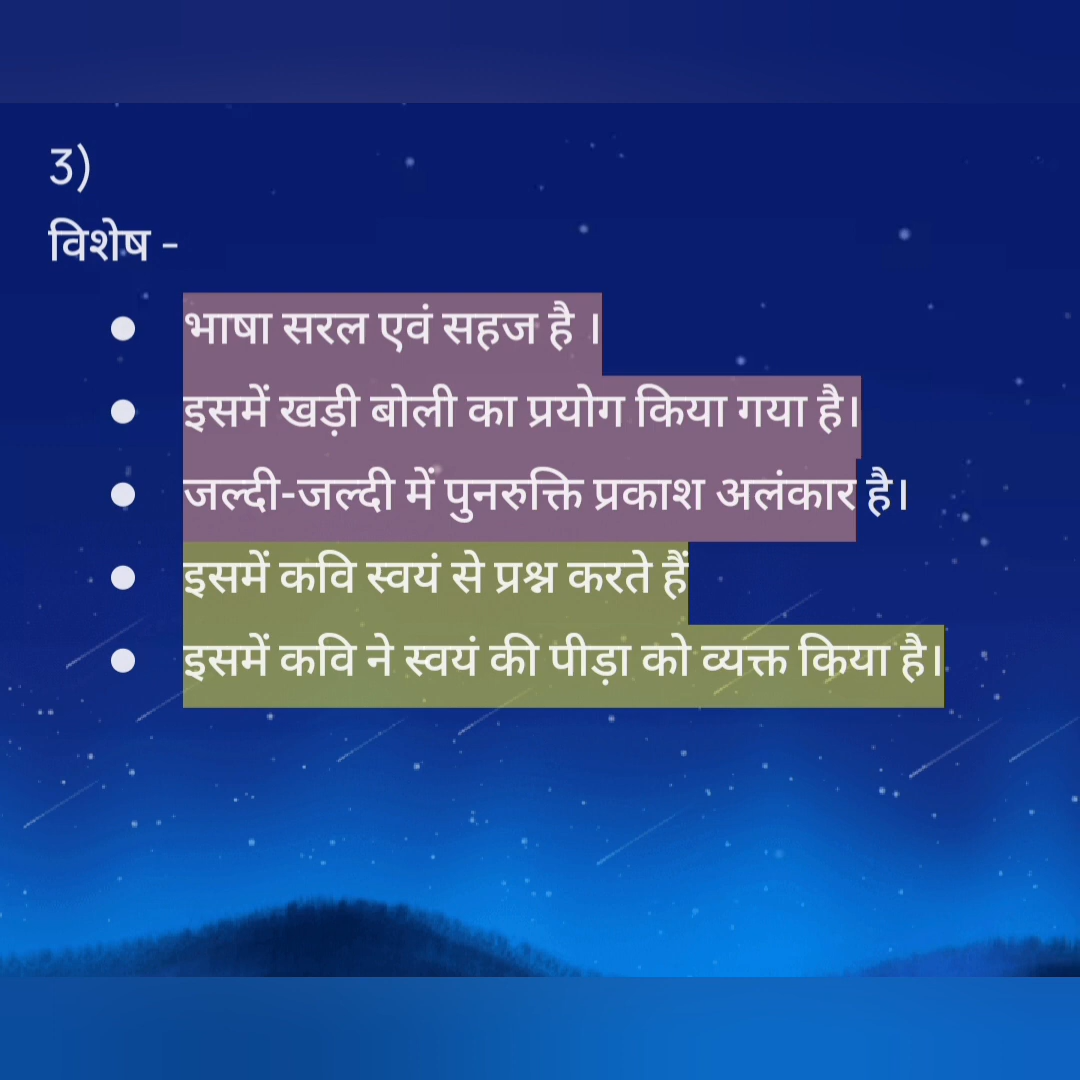 3)
विशेष -
● भाषा सरल एवं सहज है ।
● इसमें खड़ी बोली का प्रयोग किया गया है।
● जल्दी-जल्दी में पुनरुक्ति प्रकाश अलंकार है।
● इसमें कवि स्वयं से प्रश्न करते हैं
● इसमें कवि ने स्वयं की पीड़ा को व्यक्त किया है।